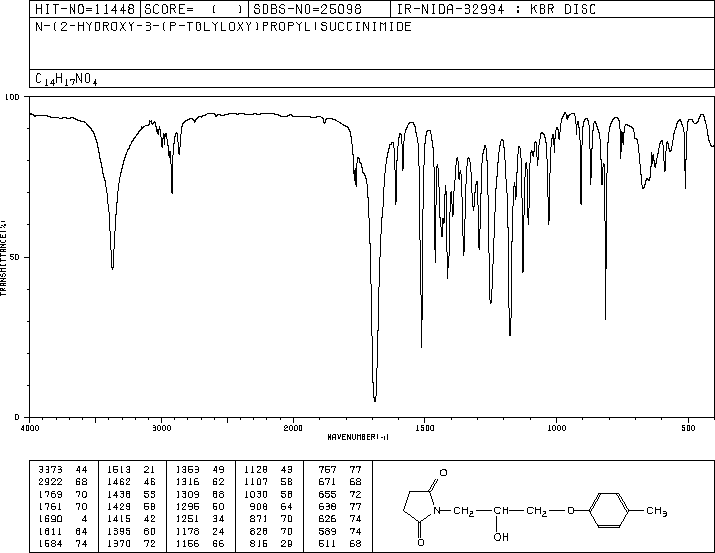 HIT-NO=11448 SCORE= ( ) SDBS-NO=25098 IR-NIDA-32994 : KBR DISC
N-(2-HYDROXY-3-(P-TOLYLOXY)PROPYL)SUCCINIMIDE
C14H17NO4
100
50
0
TRANSMITTANCE(%)
4000 3000 2000 1500 1000 500
WAVENUMBER(-1)
3373 44 1513 21 1353 49 1128 43 757 77
2922 68 1462 46 1316 62 1107 58 671 68
1769 70 1438 55 1309 68 1030 58 655 72
1761 70 1429 58 1295 50 908 64 638 77
1690 4 1415 42 1251 34 871 70 626 74
1611 64 1395 60 1178 24 828 70 589 74
1584 74 1370 72 1156 66 816 29 511 68
O
N-CH2-CH-CH2-O CH3
OH
O